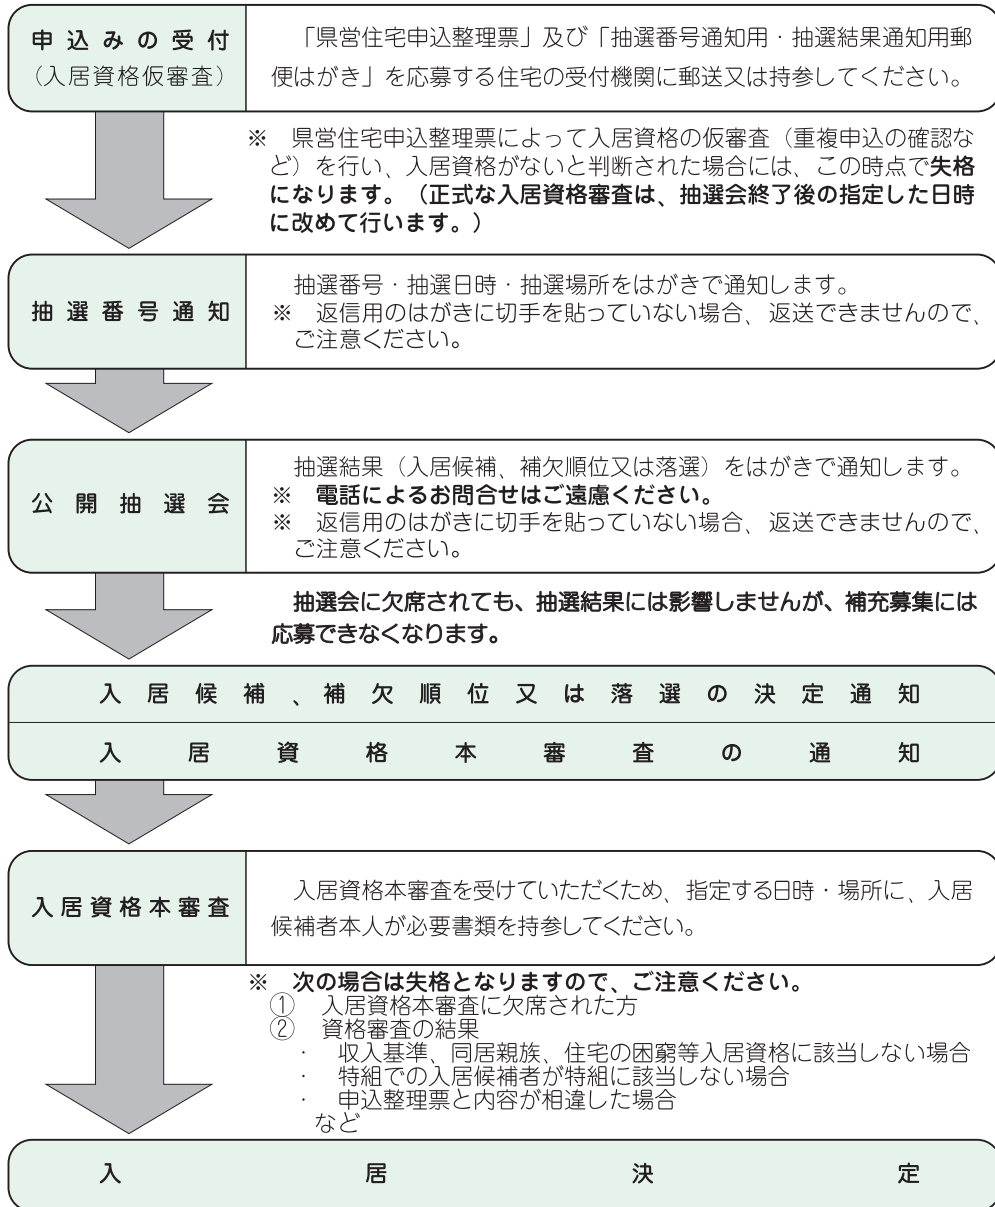 申込みの受付
（入居資格仮審査）
「県営住宅申込整理票」及び「抽選番号通知用・抽選結果通知用郵
便はがき」を応募する住宅の受付機関に郵送又は持参してください。
※　県営住宅申込整理票によって入居資格の仮審査（重複申込の確認な
ど）を行い、入居資格がないと判断された場合には、この時点で失格
になります。（正式な入居資格審査は、抽選会終了後の指定した日時
に改めて行います。）
抽選番号通知
抽選番号・抽選日時・抽選場所をはがきで通知します。
※　返信用のはがきに切手を貼っていない場合、返送できませんので、
ご注意ください。
公開抽選会
抽選結果（入居候補、補欠順位又は落選）をはがきで通知します。
※　電話によるお問合せはご遠慮ください。
※　返信用のはがきに切手を貼っていない場合、返送できませんので、
ご注意ください。
抽選会に欠席されても、抽選結果には影響しませんが、補充募集には
応募できなくなります。
入居候補、補欠順位又は落選の決定通知
入居資格本審査の通知
入居資格本審査
入居資格本審査を受けていただくため、指定する日時・場所に、入居
候補者本人が必要書類を持参してください。
※　次の場合は失格となりますので、ご注意ください。
①　入居資格本審査に欠席された方
②　資格審査の結果
・　収入基準、同居親族、住宅の困窮等入居資格に該当しない場合
・　特組での入居候補者が特組に該当しない場合
・　申込整理票と内容が相違した場合
など
入居決定